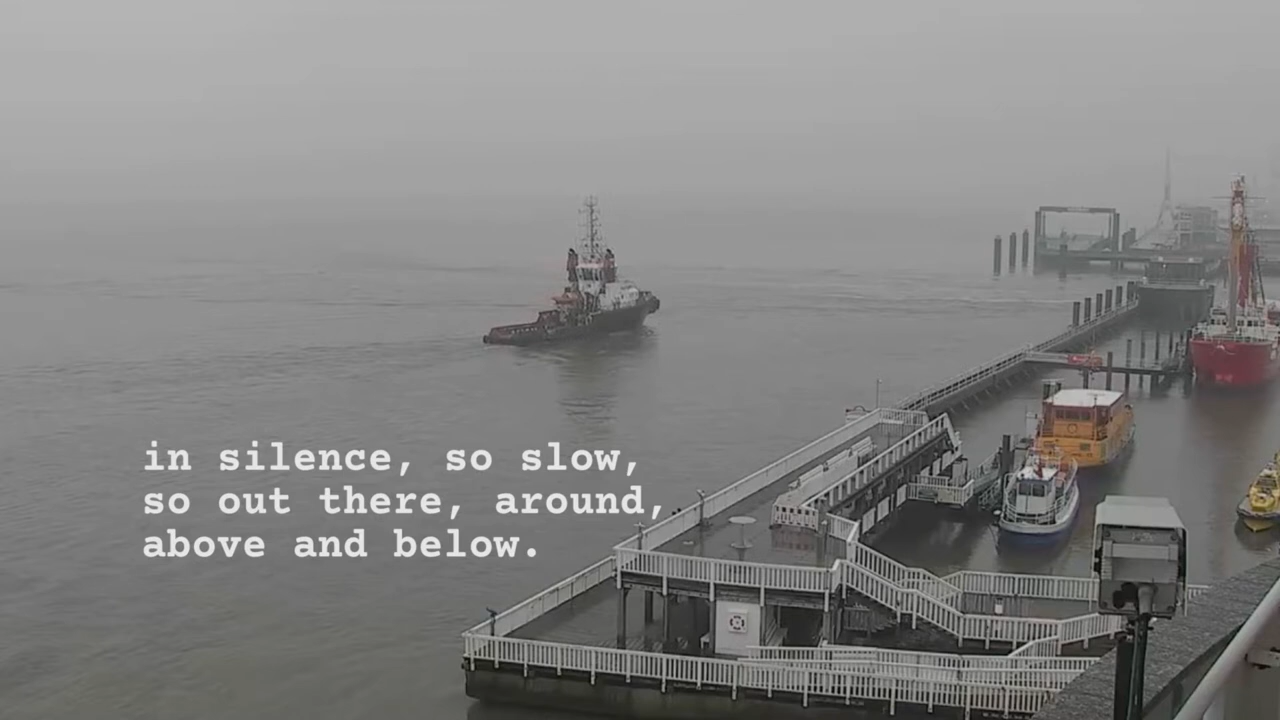 in silence, so slow,
so out there, around,
above and below.